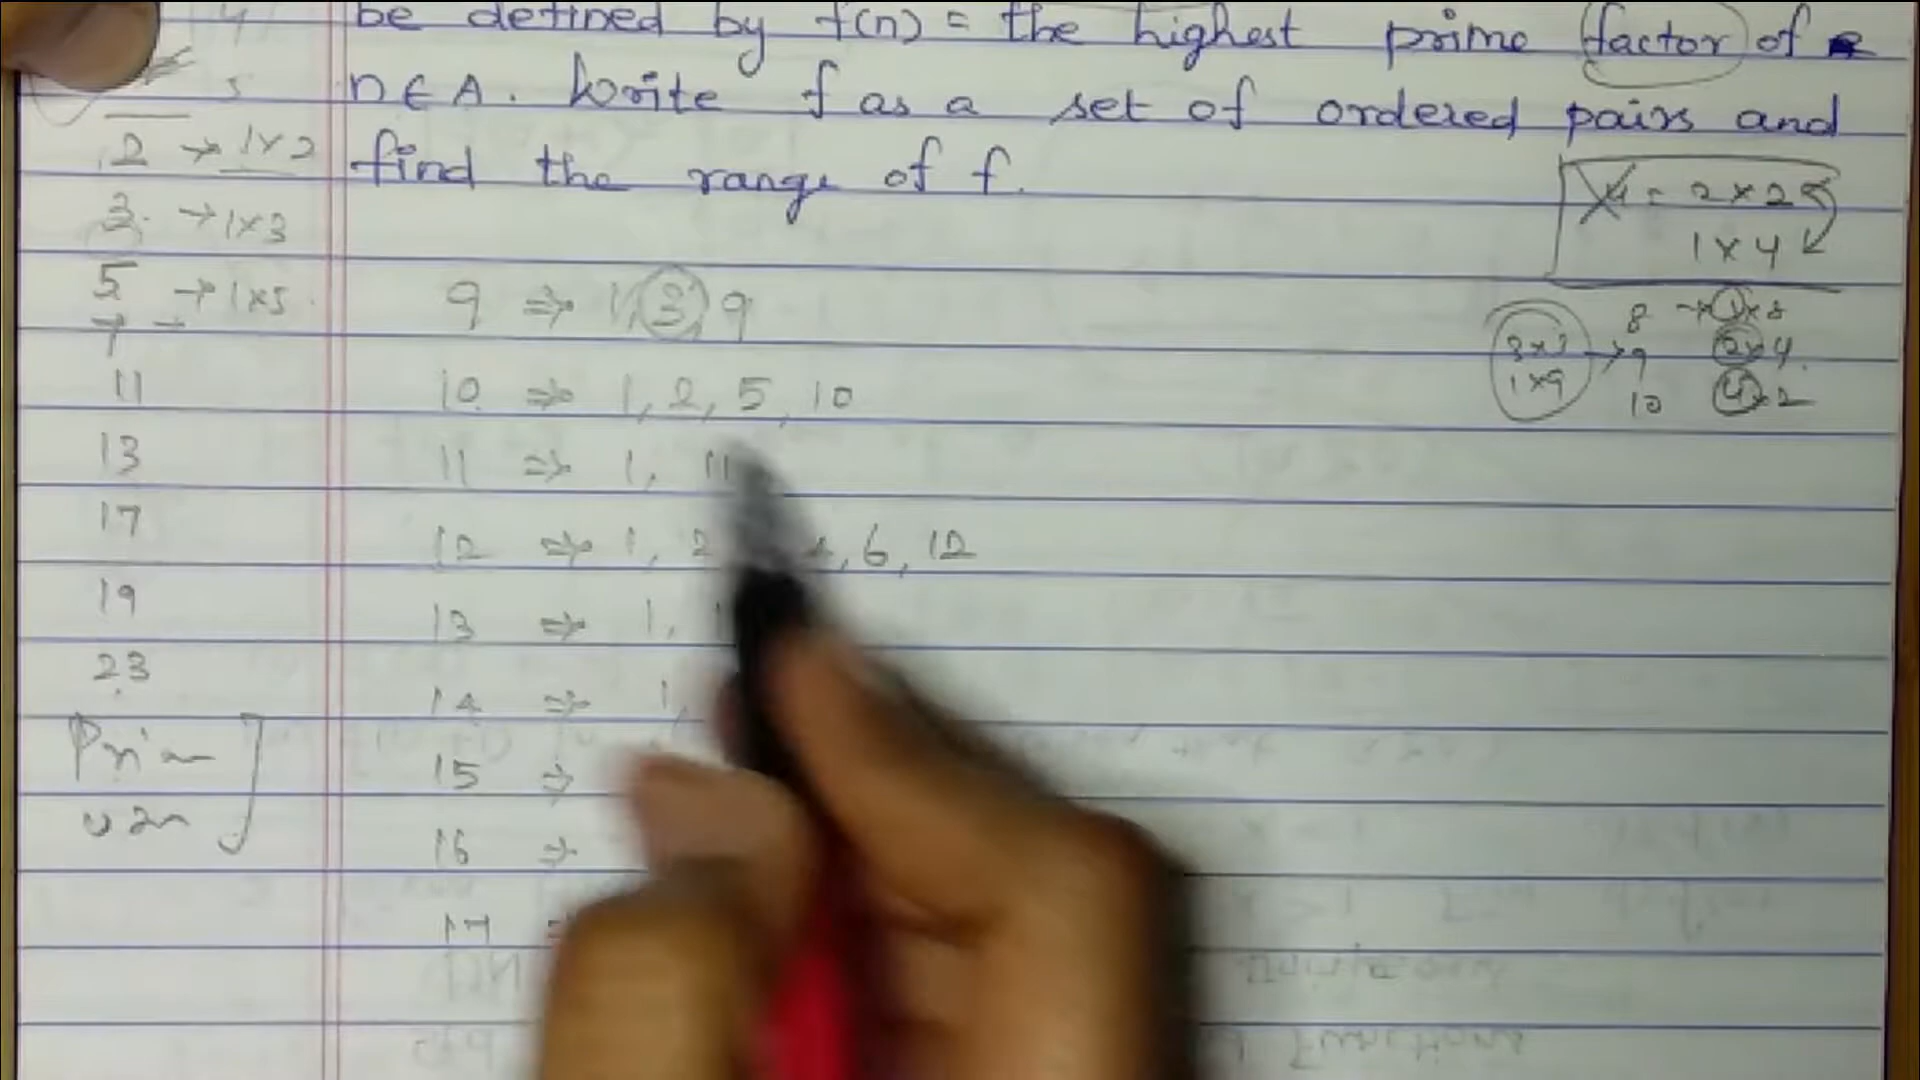 be defined by f(n) = the highest prime factor of
n∈A. Write f as a set of ordered pairs and
find the range of f.
2 → 1×2
3. → 1×3
5 → 1×5.
7 -
11
13
17
19
23
4 = 2×2
1×4
8 → 1×8
3×3 → 9 2×4.
1×9
10 4×2
9 ⇒ 1, 3, 9
10 ⇒ 1, 2, 5, 10
11 ⇒ 1, 11
12 ⇒ 1, 2 4, 6, 12
13 ⇒ 1,
14 ⇒ 1,
15 ⇒
16 ⇒
17